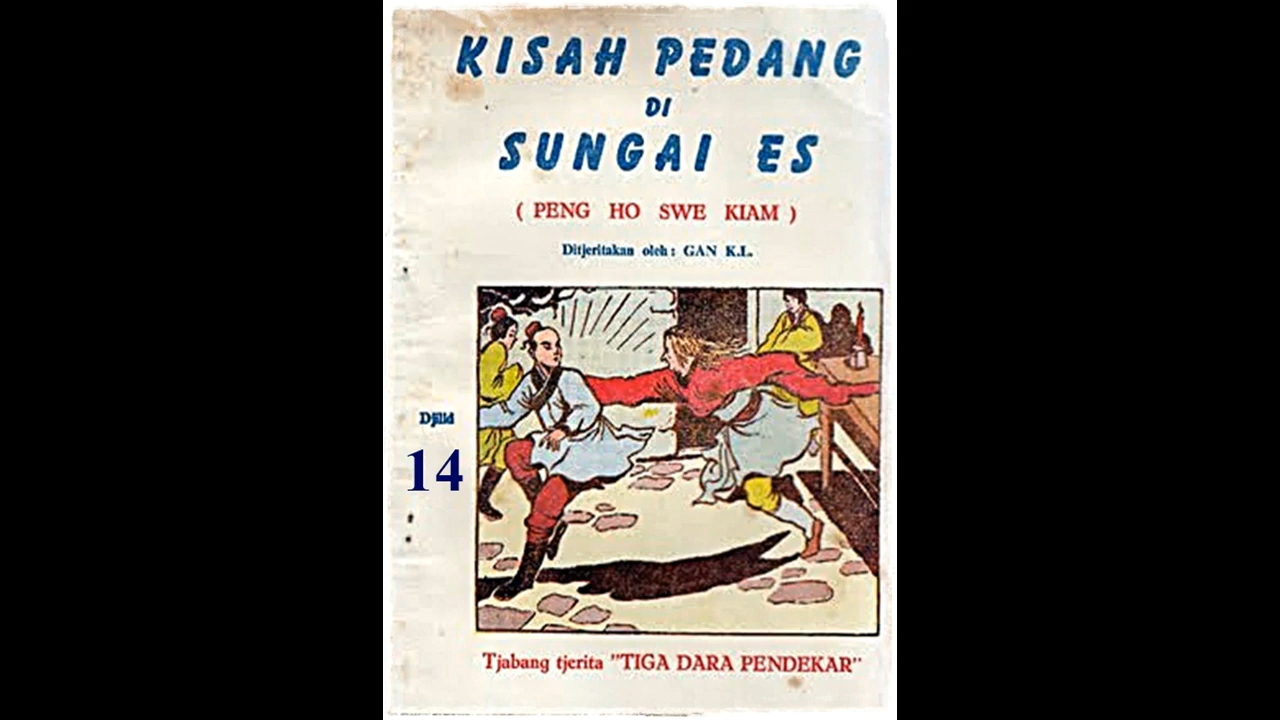 KISAH PEDANG
DI
SUNGAI ES
( PENG HO SWE KIAM )
Ditjeritakan oleh : GAN K.L.
Djilid
14
Tjabang tjerita "TIGA DARA PENDEKAR"